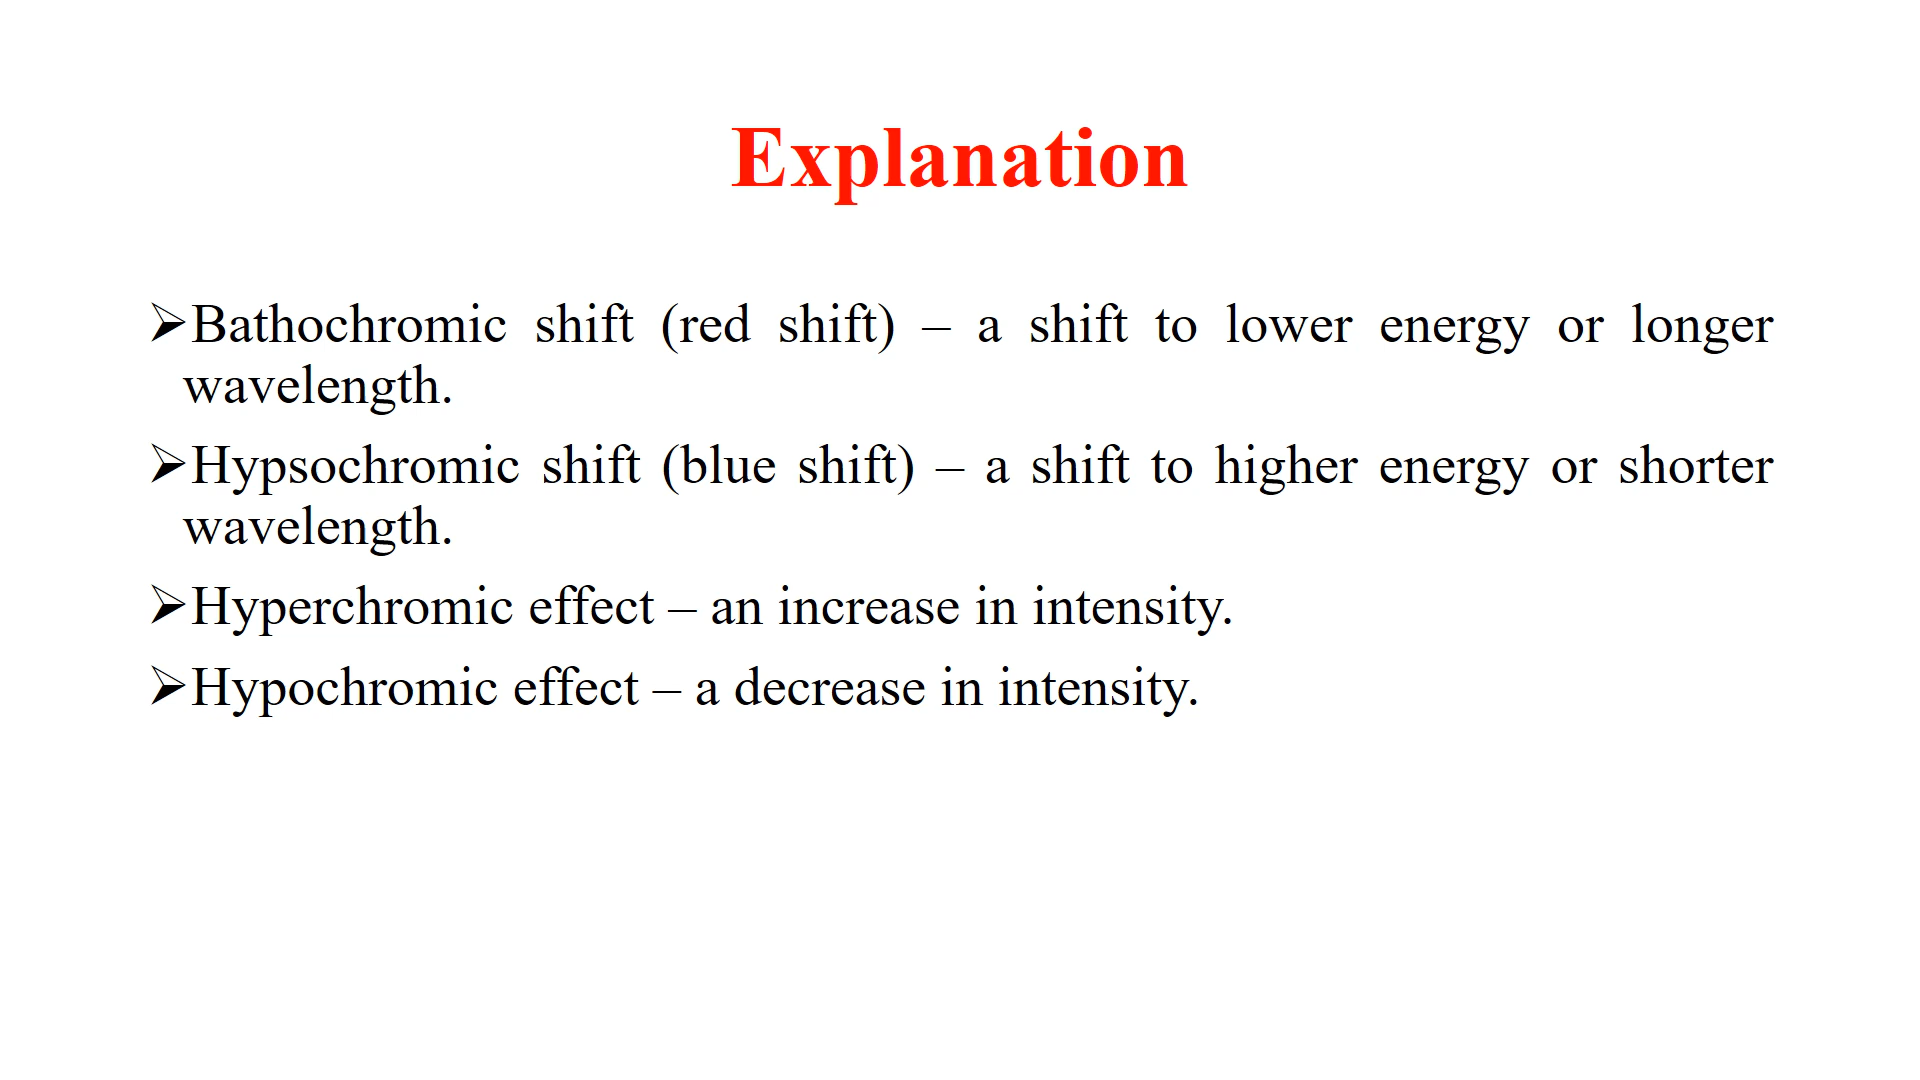 Explanation
➢Bathochromic shift (red shift) – a shift to lower energy or longer
wavelength.
➢Hypsochromic shift (blue shift) – a shift to higher energy or shorter
wavelength.
➢Hyperchromic effect – an increase in intensity.
➢Hypochromic effect – a decrease in intensity.